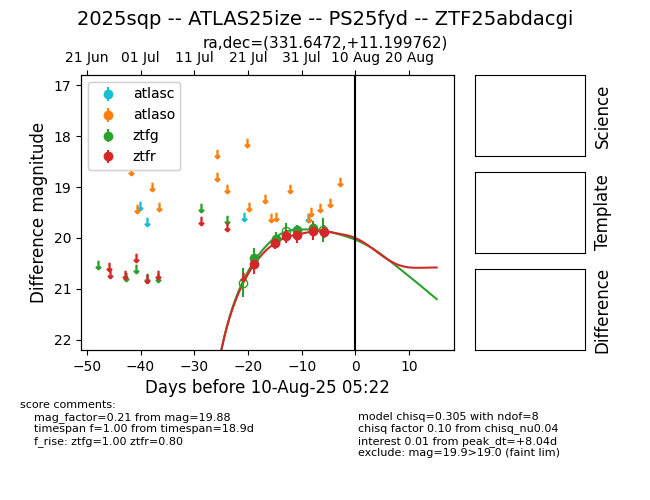 2025sqp -- ATLAS25ize -- PS25fyd -- ZTF25abdacgi
ra,dec=(331.6472,+11.199762)
21 Jun 01 Jul 11 Jul 21 Jul 31 Jul 10 Aug 20 Aug
17
18
19
20
21
22
Difference magnitude
atlasc
atlaso
ztfg
ztfr
−50 −40 −30 −20 −10 0 10
Days before 10-Aug-25 05:22
Science
Template
Difference
score comments:
mag_factor=0.21 from mag=19.88
timespan f=1.00 from timespan=18.9d
f_rise: ztfg=1.00 ztfr=0.80
model chisq=0.305 with ndof=8
chisq factor 0.10 from chisq_nu0.04
interest 0.01 from peak_dt=+8.04d
exclude: mag=19.9>19.0 (faint lim)